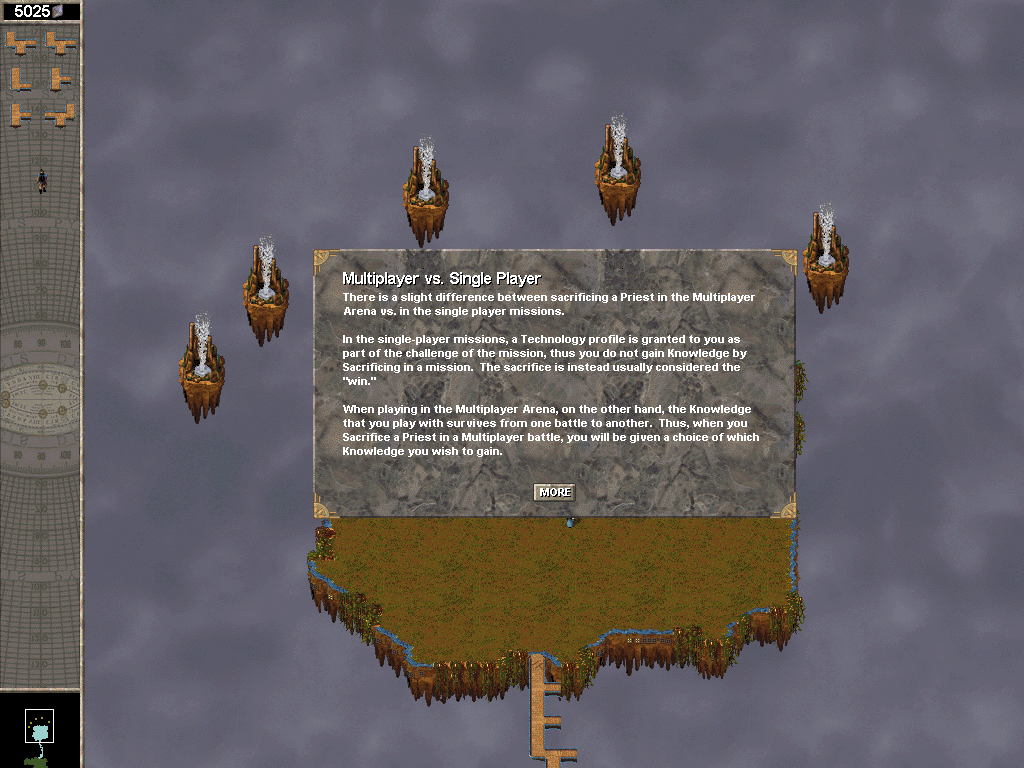 5025
Multiplayer vs. Single Player
There is a slight difference between sacrificing a Priest in the Multiplayer
Arena vs. in the single player missions.
In the single-player missions, a Technology profile is granted to you as
part of the challenge of the mission, thus you do not gain Knowledge by
Sacrificing in a mission.  The sacrifice is instead usually considered the
"win."
When playing in the Multiplayer Arena, on the other hand, the Knowledge
that you play with survives from one battle to another.  Thus, when you
Sacrifice a Priest in a Multiplayer battle, you will be given a choice of which
Knowledge you wish to gain.
MORE